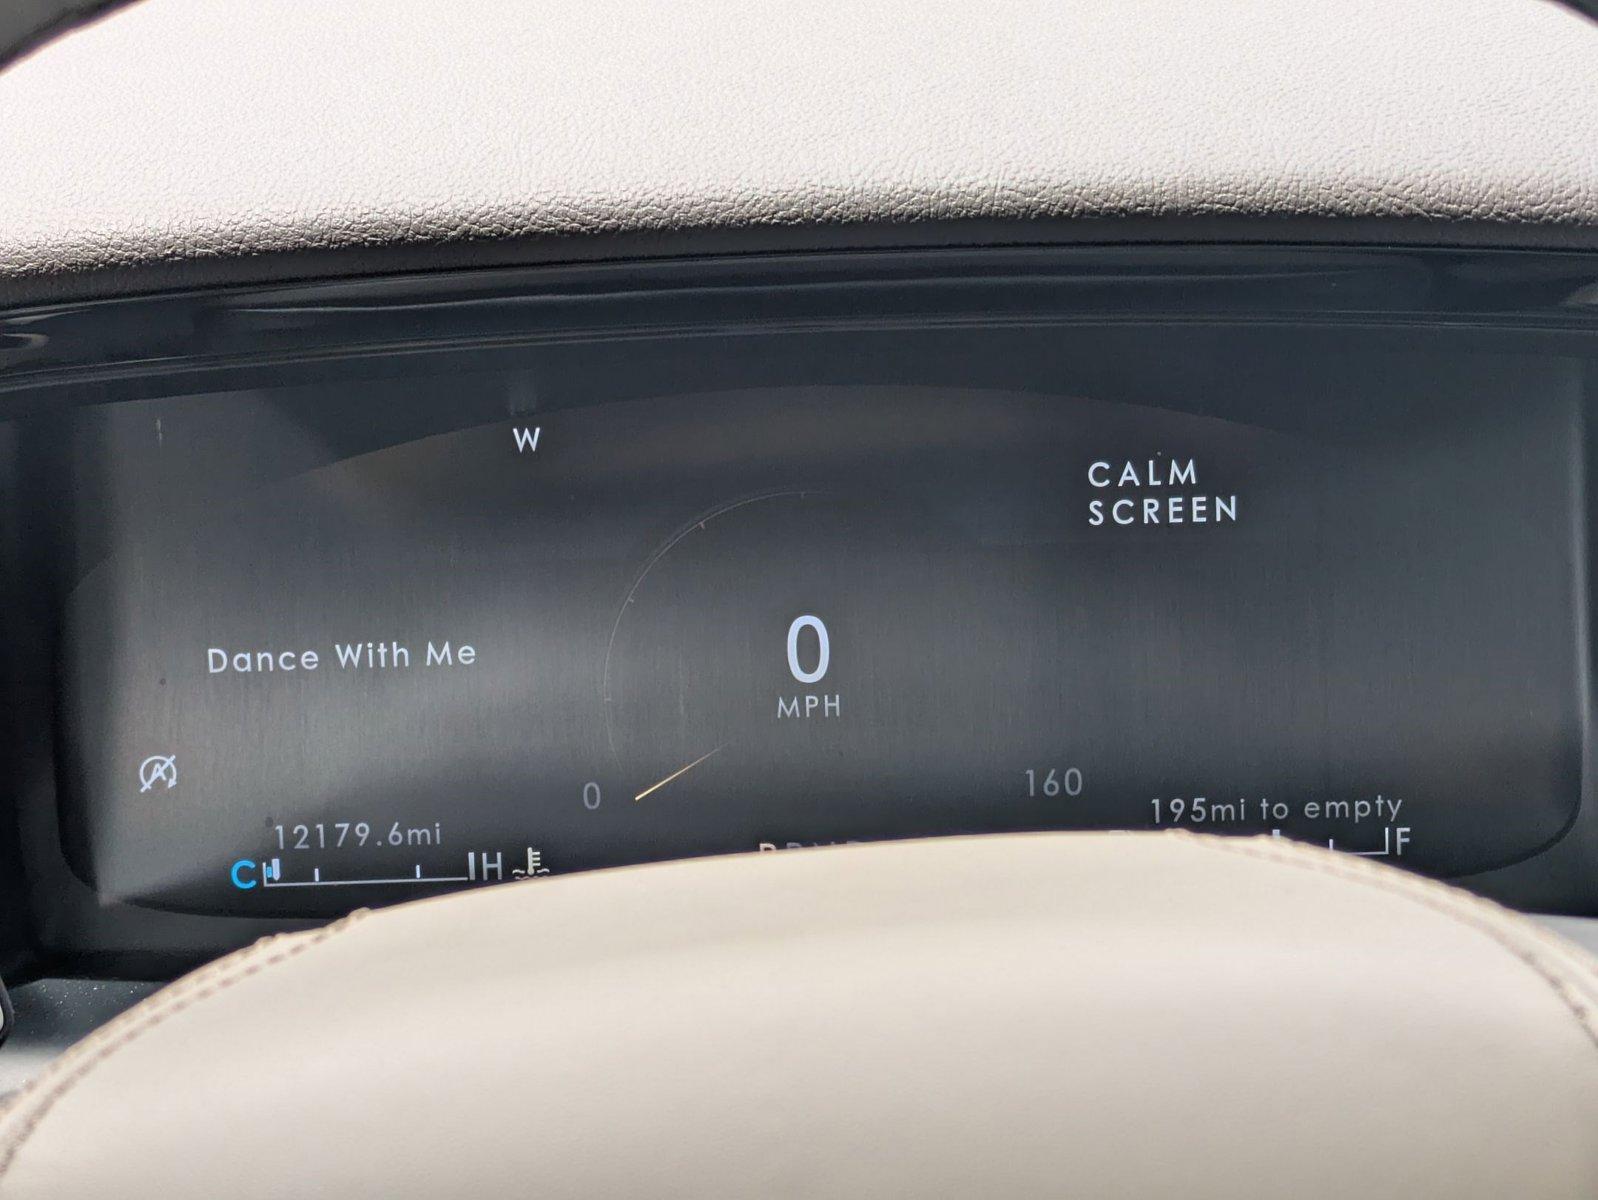 W
CALM
SCREEN
Dance With Me
0
MPH
0
160
195mi to empty
12179.6mi
C H
F